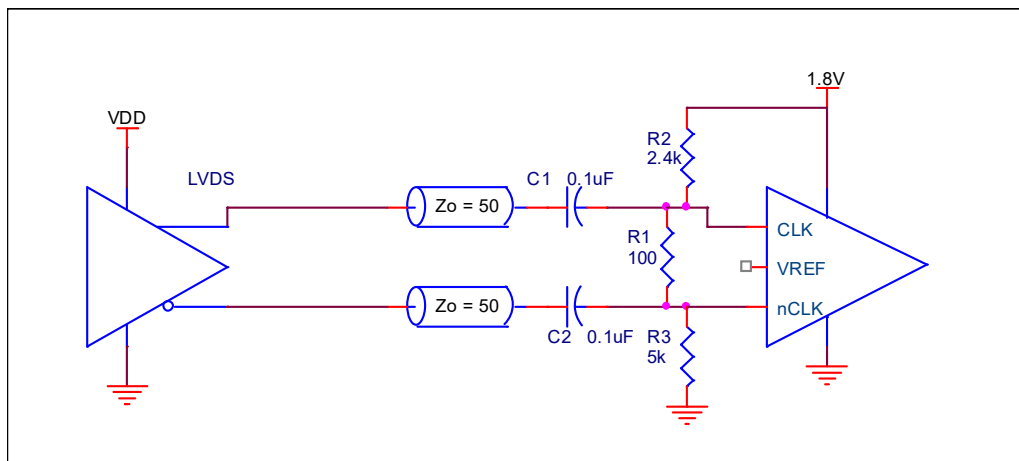 1.8V
VDD
R2
2.4k
LVDS
C1 0.1uF
Zo = 50
CLK
R1
100
VREF
Zo = 50
nCLK
C2 0.1uF
R3
5k